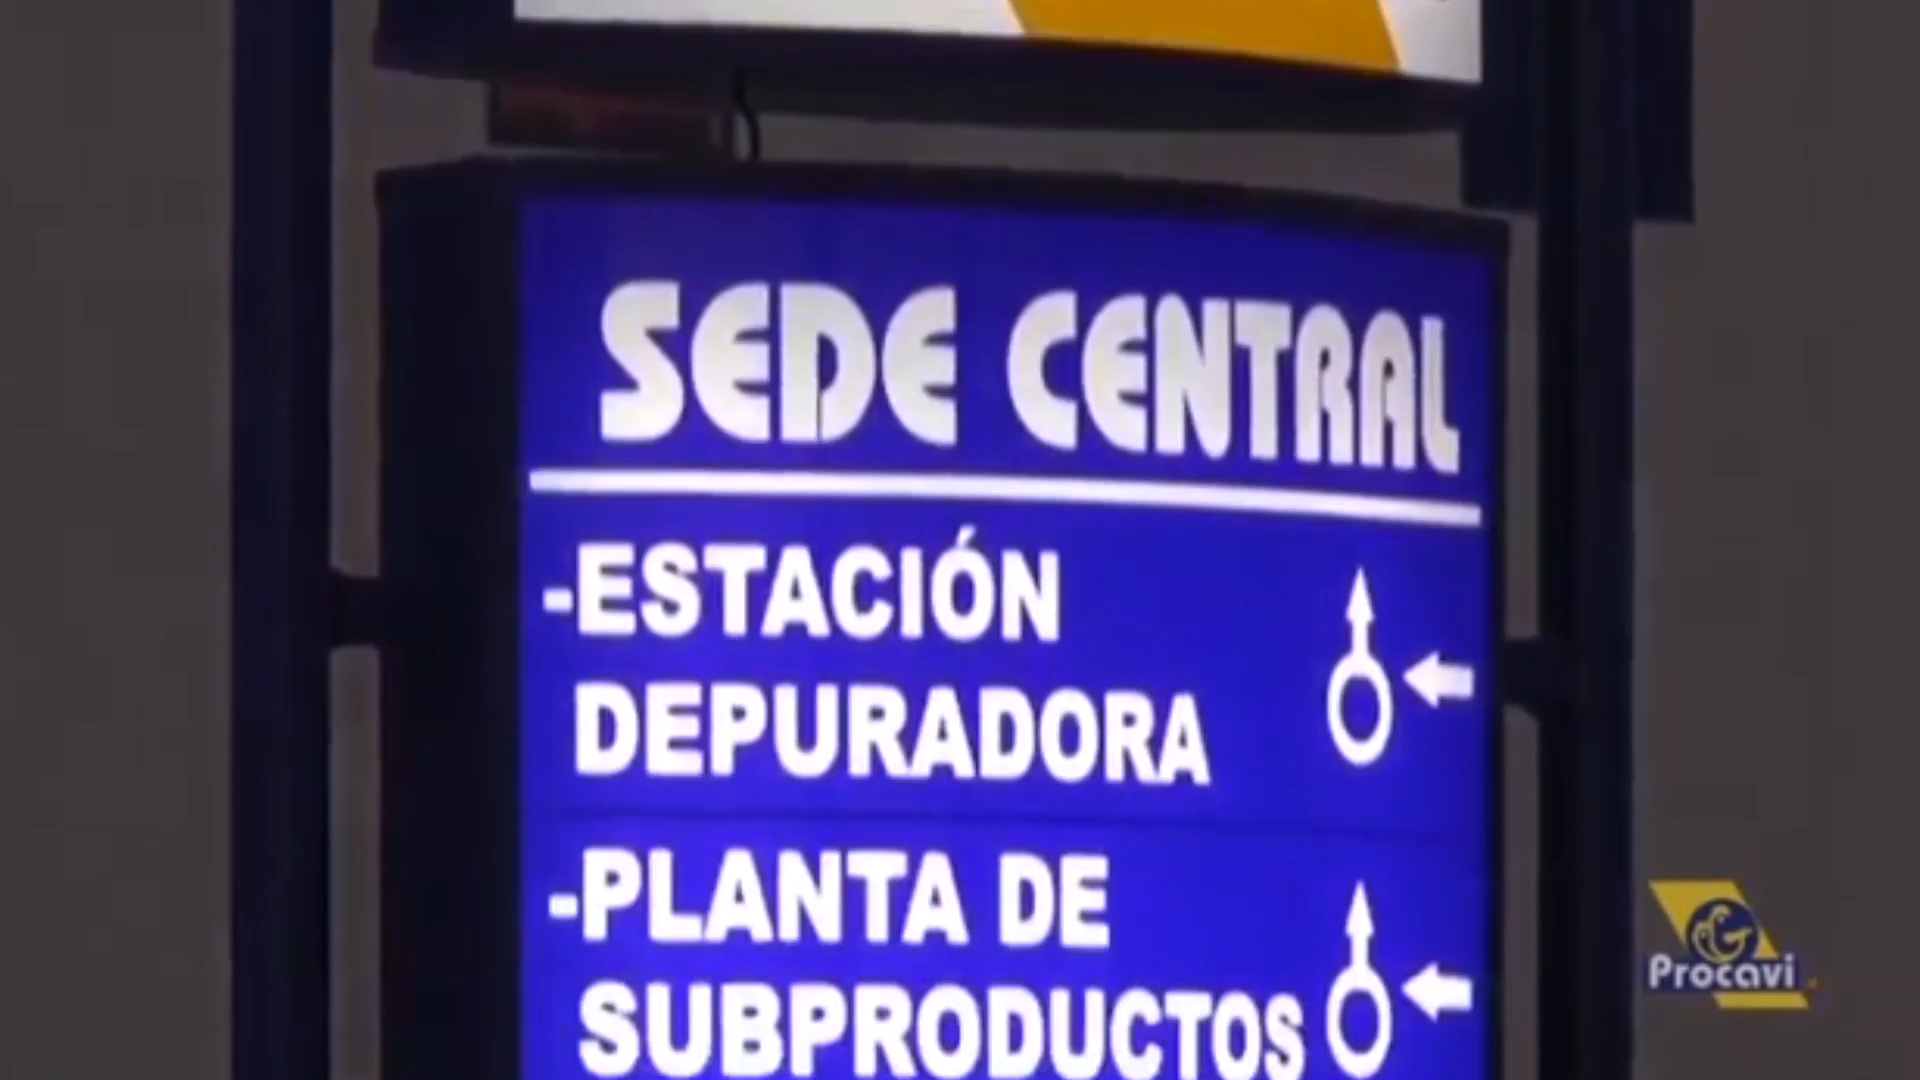 SEDE CENTRAL
-ESTACIÓN
DEPURADORA
-PLANTA DE
SUBPRODUCTOS
Procavi